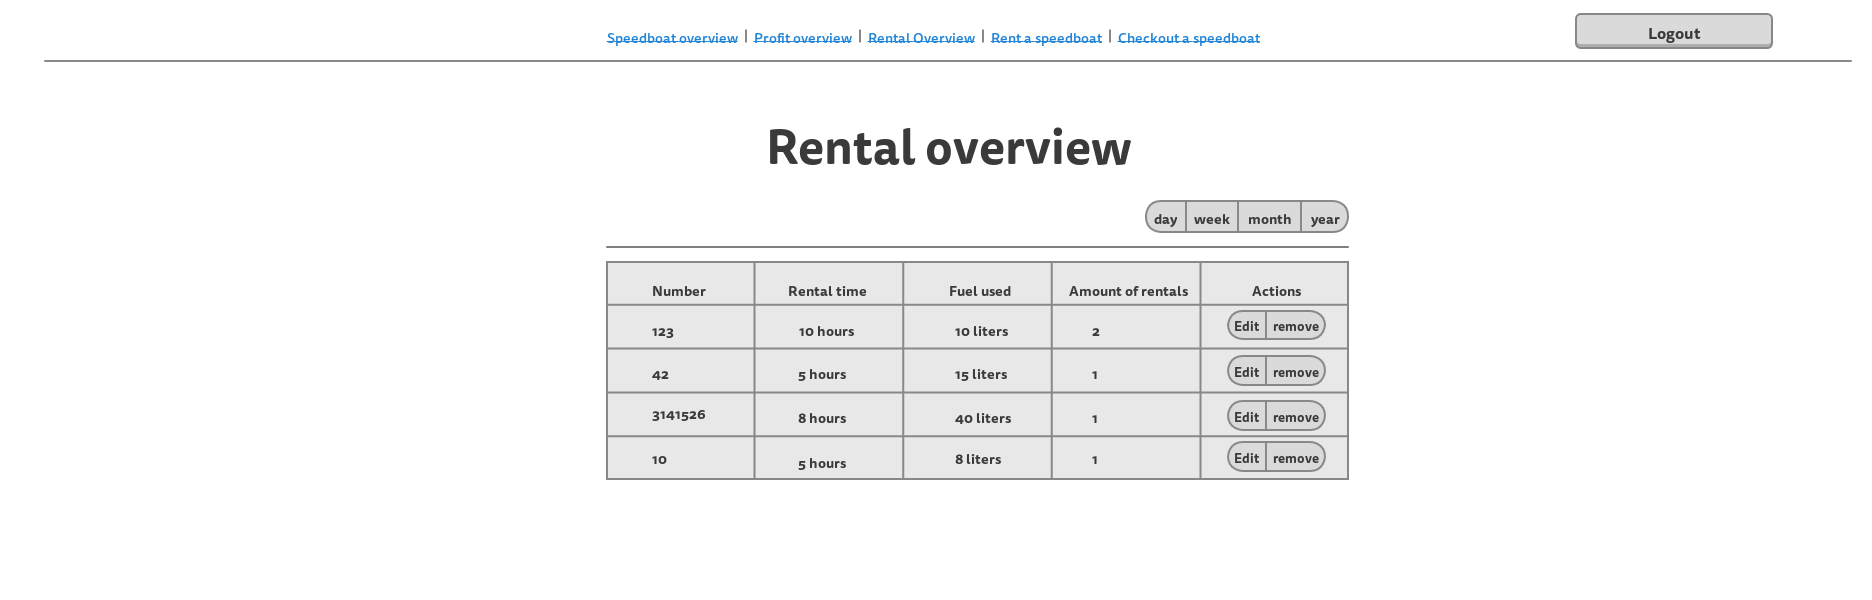 Speedboat overview | Profit overview | Rental Overview | Rent a speedboat | Checkout a speedboat
Logout
Rental overview
day week month year
Number Rental time Fuel used Amount of rentals Actions
123 10 hours 10 liters 2 Edit remove
42 5 hours 15 liters 1 Edit remove
3141526 8 hours 40 liters 1 Edit remove
10 5 hours 8 liters 1 Edit remove